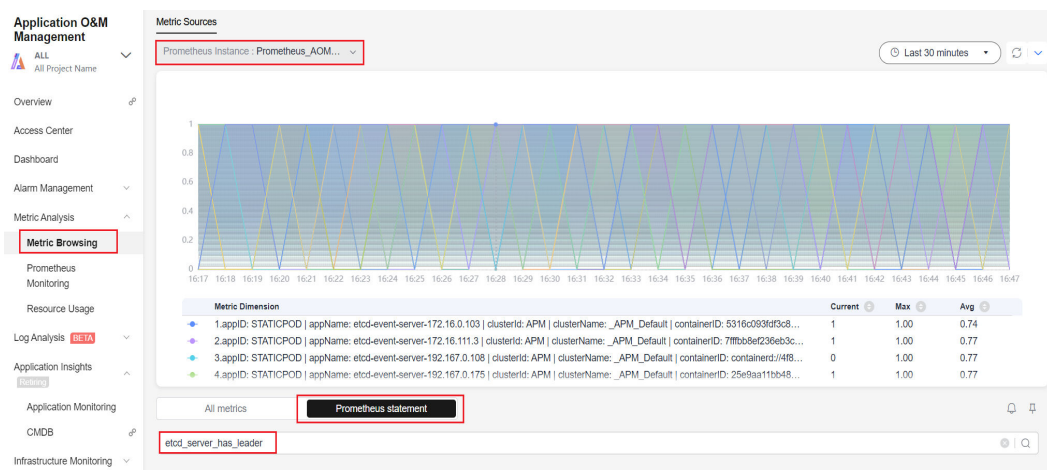 Application O&M
Management
ALL
All Project Name
Overview
Access Center
Dashboard
Alarm Management
Metric Analysis
Metric Browsing
Prometheus
Monitoring
Resource Usage
Log Analysis BETA
Application Insights
Retiring
Application Monitoring
CMDB
Infrastructure Monitoring
Metric Sources
Prometheus Instance : Prometheus_AOM...
Last 30 minutes
1
0.8
0.6
0.4
0.2
0
16:17 16:18 16:19 16:20 16:21 16:22 16:23 16:24 16:25 16:26 16:27 16:28 16:29 16:30 16:31 16:32 16:33 16:34 16:35 16:36 16:37 16:38 16:39 16:40 16:41 16:42 16:43 16:44 16:45 16:46 16:47
Metric Dimension Current Max Avg
1.appID: STATICPOD | appName: etcd-event-server-172.16.0.103 | clusterId: APM | clusterName: _APM_Default | containerID: 5316c093fdf3c8... 1 1.00 0.74
2.appID: STATICPOD | appName: etcd-event-server-172.16.111.3 | clusterId: APM | clusterName: _APM_Default | containerID: 7fffbb8ef236eb3c... 1 1.00 0.77
3.appID: STATICPOD | appName: etcd-event-server-192.167.0.108 | clusterId: APM | clusterName: _APM_Default | containerID: containerd://4f8... 0 1.00 0.77
4.appID: STATICPOD | appName: etcd-event-server-192.167.0.175 | clusterId: APM | clusterName: _APM_Default | containerID: 25e9aa11bb48... 1 1.00 0.77
All metrics Prometheus statement
etcd_server_has_leader